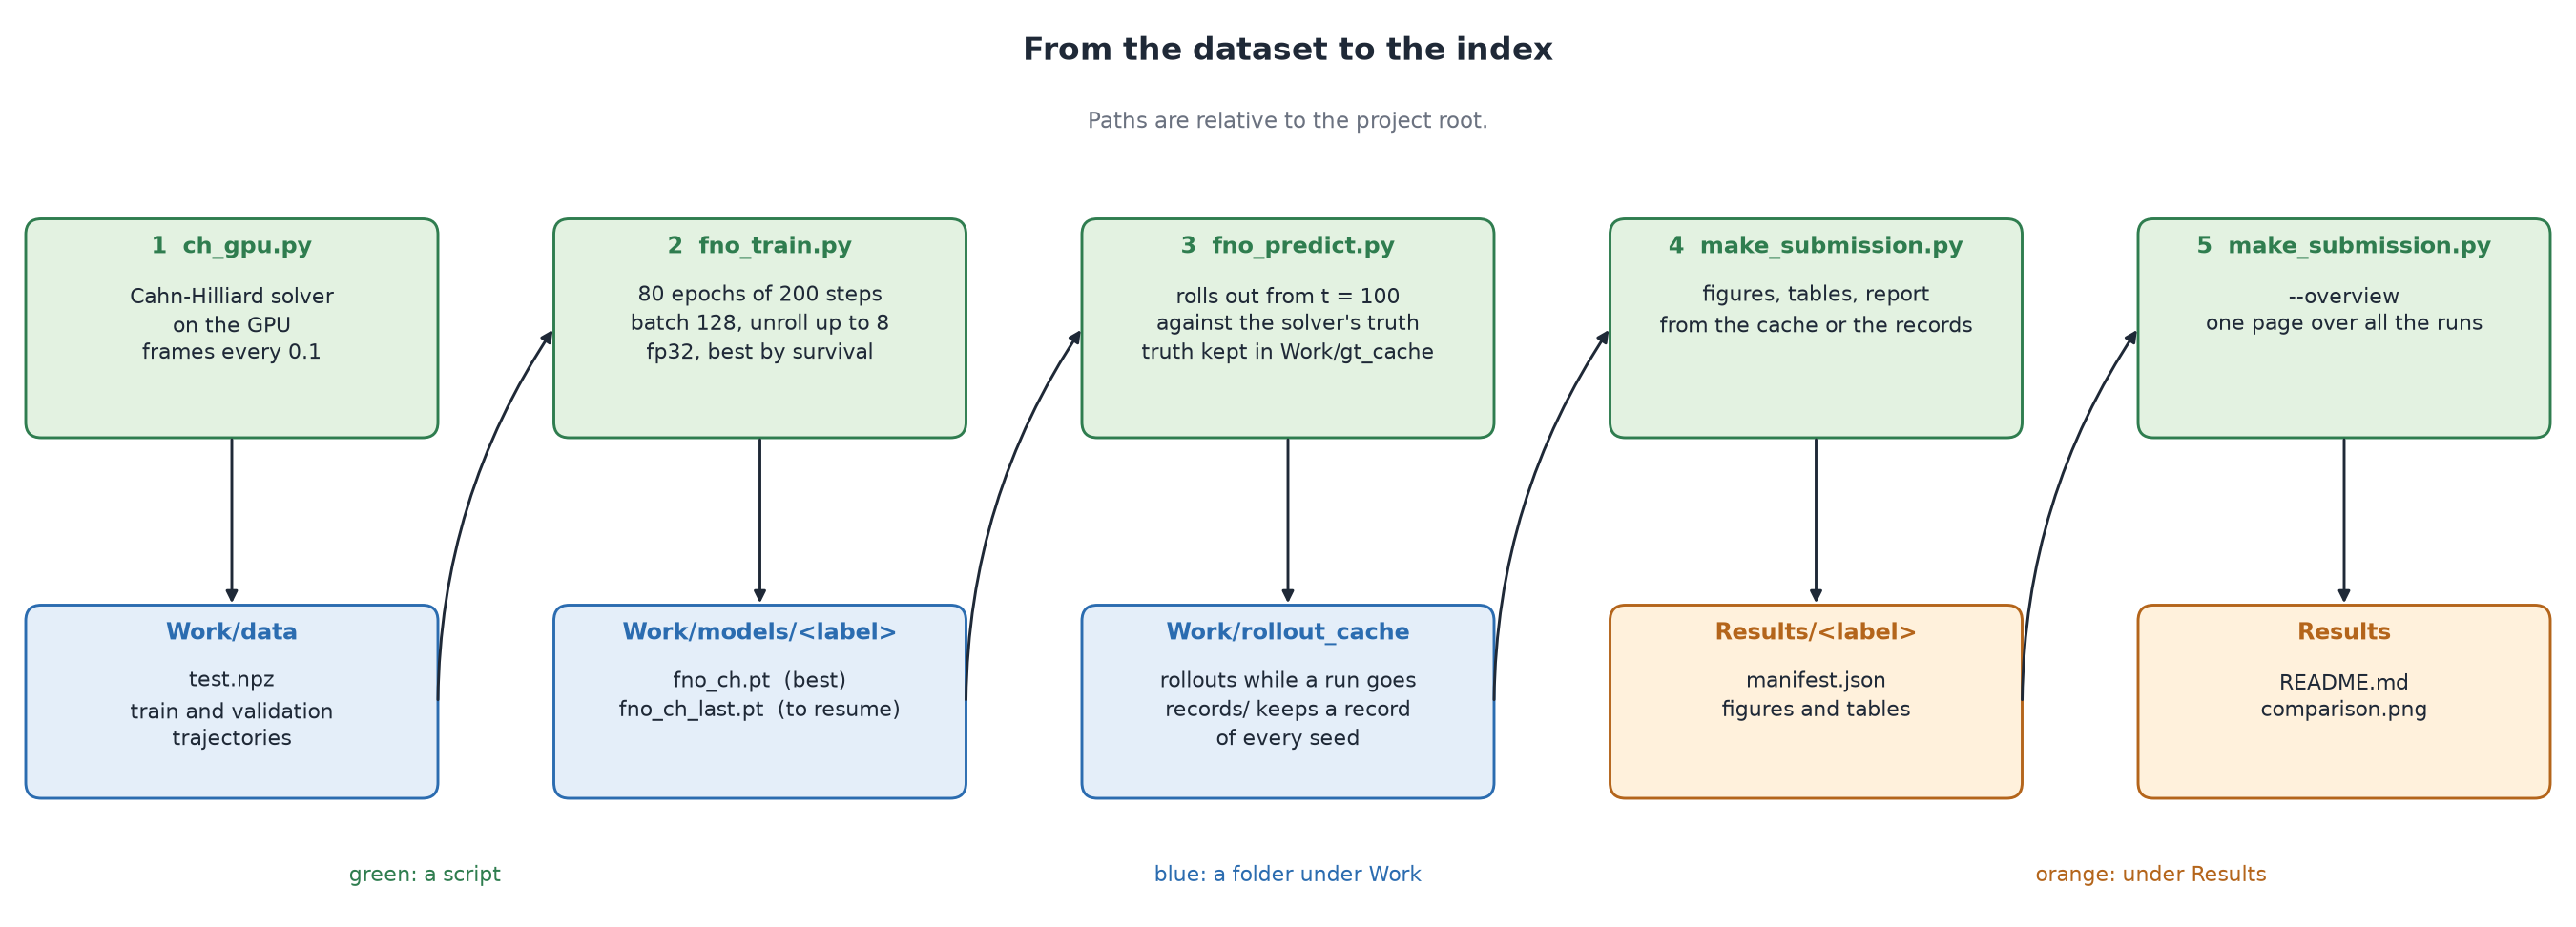 From the dataset to the index
Paths are relative to the project root.
1 ch_gpu.py
Cahn-Hilliard solver
on the GPU
frames every 0.1
2 fno_train.py
80 epochs of 200 steps
batch 128, unroll up to 8
fp32, best by survival
3 fno_predict.py
rolls out from t = 100
against the solver's truth
truth kept in Work/gt_cache
4 make_submission.py
figures, tables, report
from the cache or the records
5 make_submission.py
--overview
one page over all the runs
Work/data
test.npz
train and validation
trajectories
Work/models/<label>
fno_ch.pt (best)
fno_ch_last.pt (to resume)
Work/rollout_cache
rollouts while a run goes
records/ keeps a record
of every seed
Results/<label>
manifest.json
figures and tables
Results
README.md
comparison.png
green: a script
blue: a folder under Work
orange: under Results